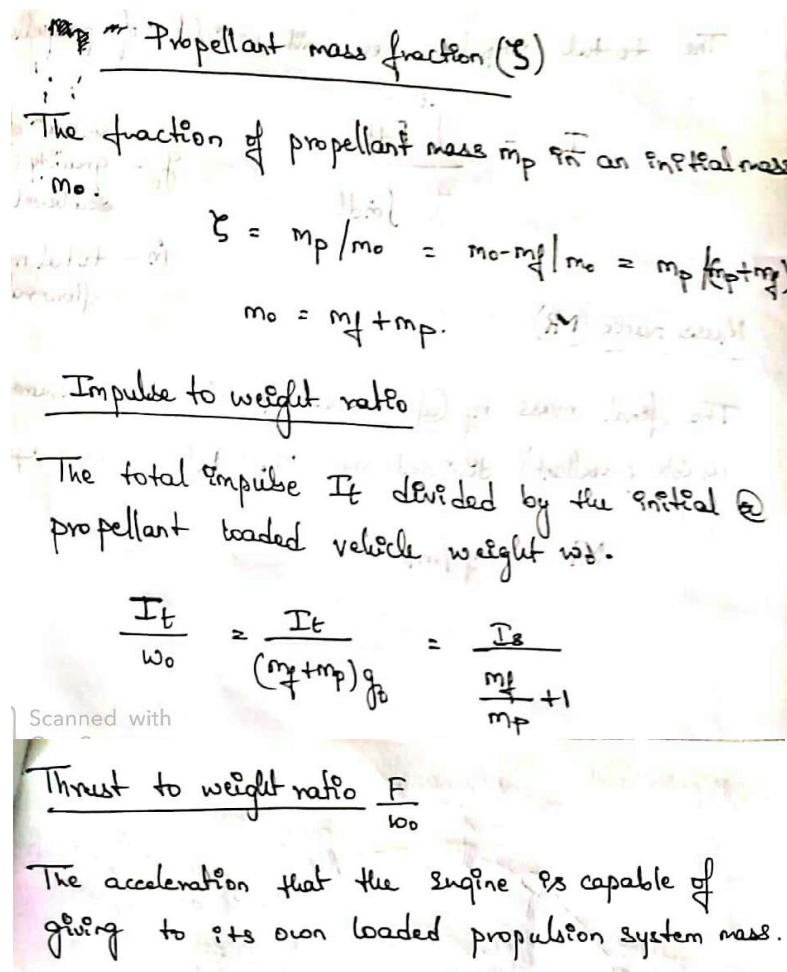 Propellant mass fraction (ζ)
The fraction of propellant mass mp in an initial mass
mo.
ζ = mp/mo = mo-mf/mo = mp/(mp+mf)
mo = mf + mp.
Impulse to weight ratio
The total impulse It divided by the initial @
propellant loaded vehicle weight wo.
It/wo = It/(mf+mp)go = Is/(mf/mp + 1)
Scanned with
Thrust to weight ratio F/wo
The acceleration that the engine is capable of
giving to its own loaded propulsion system mass.